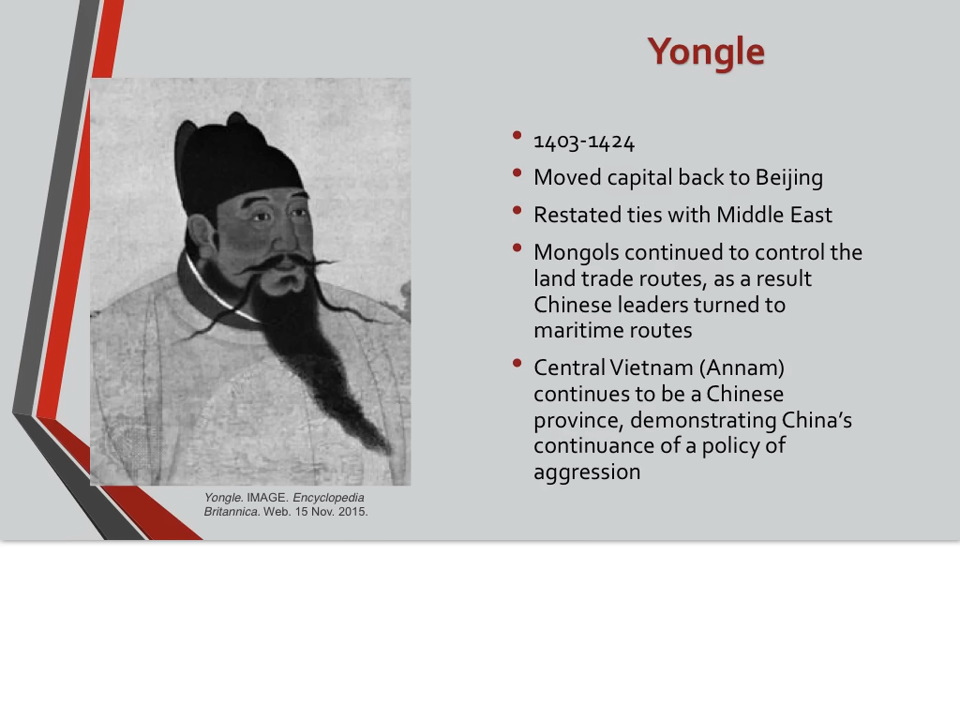 Yongle
1403-1424
Moved capital back to Beijing
Restated ties with Middle East
Mongols continued to control the
land trade routes, as a result
Chinese leaders turned to
maritime routes
Central Vietnam (Annam)
continues to be a Chinese
province, demonstrating China's
continuance of a policy of
aggression
Yongle. IMAGE. Encyclopedia
Britannica. Web. 15 Nov. 2015.